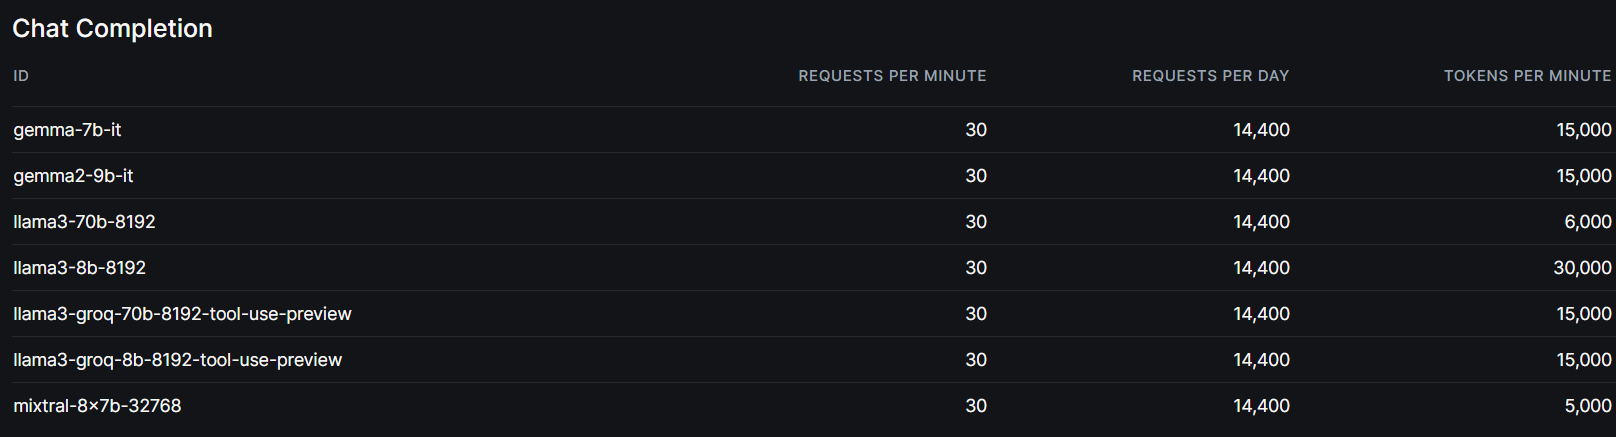 Chat Completion
ID REQUESTS PER MINUTE REQUESTS PER DAY TOKENS PER MINUTE
gemma-7b-it 30 14,400 15,000
gemma2-9b-it 30 14,400 15,000
llama3-70b-8192 30 14,400 6,000
llama3-8b-8192 30 14,400 30,000
llama3-groq-70b-8192-tool-use-preview 30 14,400 15,000
llama3-groq-8b-8192-tool-use-preview 30 14,400 15,000
mixtral-8×7b-32768 30 14,400 5,000